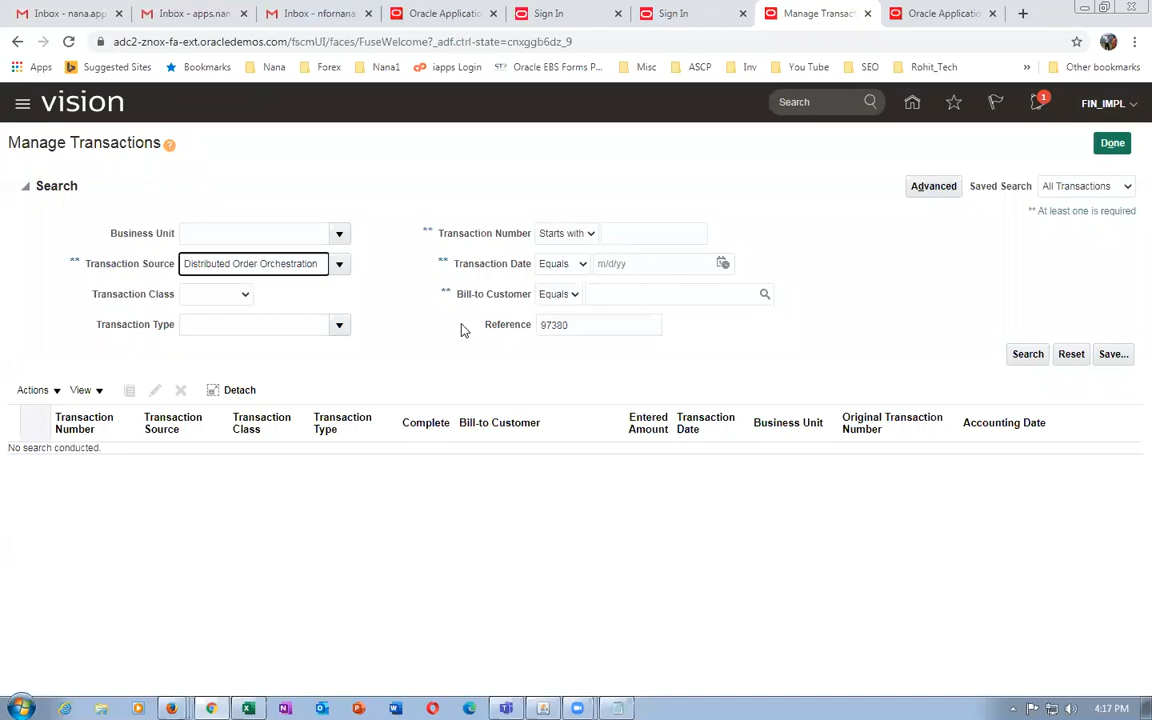 Inbox - nana.app
Inbox - apps.nan
Inbox - nfornana
Oracle Applicatio
Sign In
Sign In
Manage Transact
Oracle Applicatio
adc2-znox-fa-ext.oracledemos.com/fscmUI/faces/FuseWelcome?_adf.ctrl-state=cnxggb6dz_9
Apps
Suggested Sites
Bookmarks
Nana
Forex
Nana1
iapps Login
Oracle EBS Forms P...
Misc
ASCP
Inv
You Tube
SEO
Rohit_Tech
»
Other bookmarks
vision
Search
1
FIN_IMPL
Manage Transactions
Search
Advanced
Saved Search
All Transactions
Done
** At least one is required
Business Unit
** Transaction Source
Distributed Order Orchestration
Transaction Class
Transaction Type
** Transaction Number
Starts with
** Transaction Date
Equals
m/d/yy
** Bill-to Customer
Equals
Reference
97380
Search
Reset
Save...
Actions
View
Detach
Transaction Number
Transaction Source
Transaction Class
Transaction Type
Complete
Bill-to Customer
Entered Amount
Transaction Date
Business Unit
Original Transaction Number
Accounting Date
No search conducted.
4:17 PM